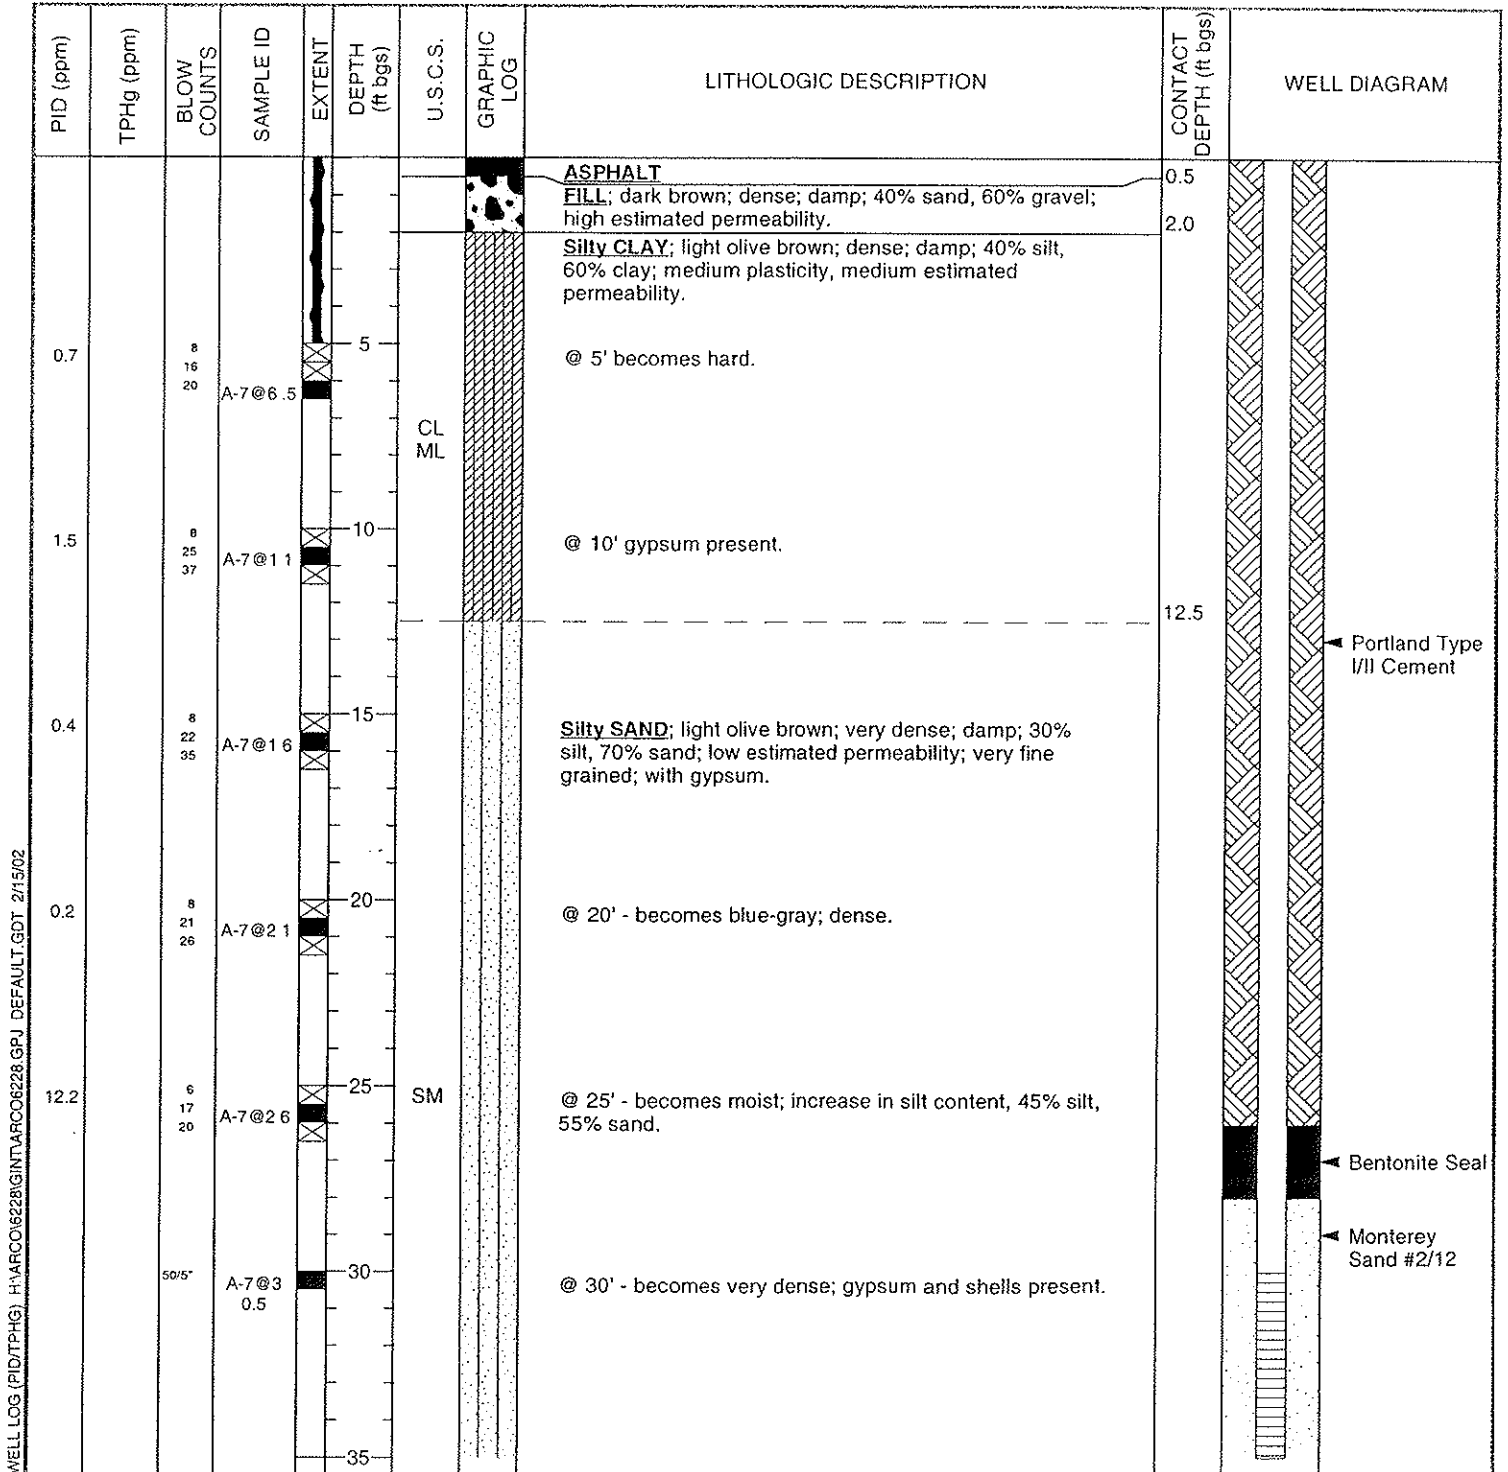 PID (ppm)
TPHg (ppm)
BLOW
COUNTS
SAMPLE ID
EXTENT
DEPTH
(ft bgs)
U.S.C.S.
GRAPHIC
LOG
LITHOLOGIC DESCRIPTION
CONTACT
DEPTH (ft bgs)
WELL DIAGRAM
ASPHALT
0.5
FILL; dark brown; dense; damp; 40% sand, 60% gravel;
high estimated permeability.
2.0
Silty CLAY; light olive brown; dense; damp; 40% silt,
60% clay; medium plasticity, medium estimated
permeability.
0.7
8
16
20
A-7@6.5
5
@ 5' becomes hard.
CL
ML
1.5
8
25
37
A-7@11
10
@ 10' gypsum present.
12.5
Portland Type
I/II Cement
0.4
8
22
35
A-7@16
15
Silty SAND; light olive brown; very dense; damp; 30%
silt, 70% sand; low estimated permeability; very fine
grained; with gypsum.
0.2
8
21
26
A-7@21
20
@ 20' - becomes blue-gray; dense.
12.2
6
17
20
A-7@26
25
SM
@ 25' - becomes moist; increase in silt content, 45% silt,
55% sand.
Bentonite Seal
Monterey
Sand #2/12
50/5"
A-7@3
0.5
30
@ 30' - becomes very dense; gypsum and shells present.
35
WELL LOG (PID/TPHG) H:\ARCO\6228\GINT\ARCO6228.GPJ DEFAULT.GDT 2/15/02